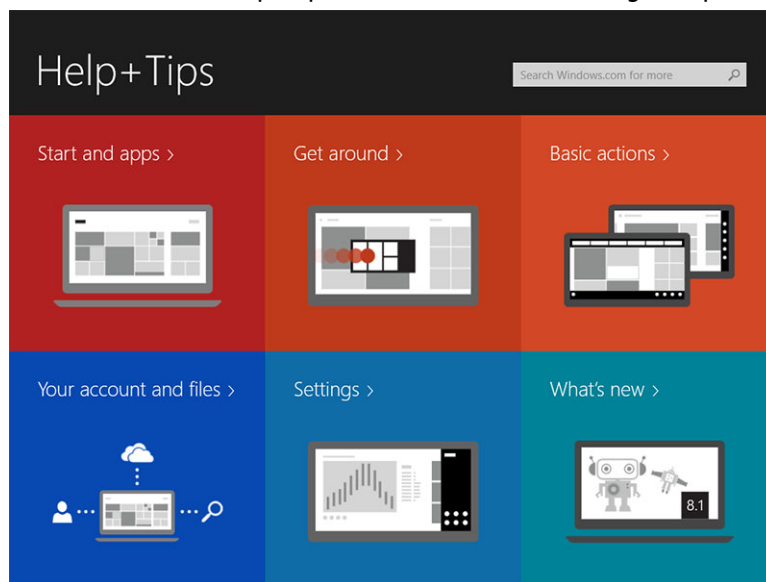 Help+Tips
Search Windows.com for more
Start and apps >
Get around >
Basic actions >
Your account and files >
Settings >
What's new >
8.1